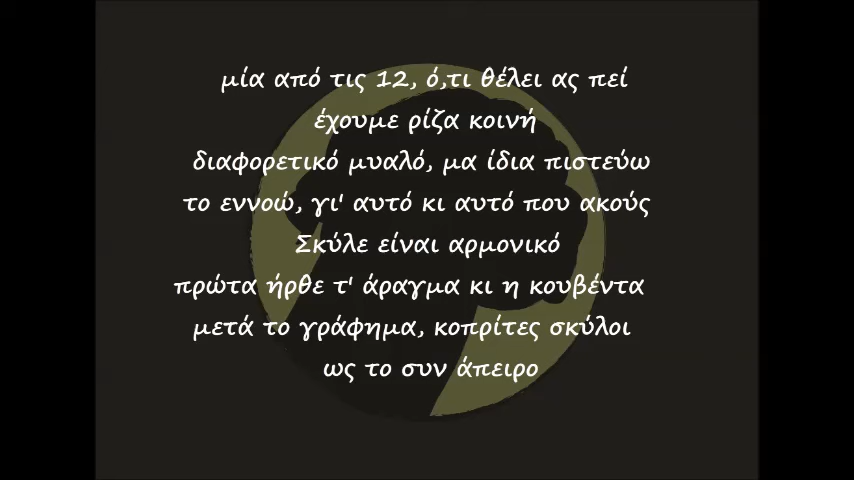 μία από τις 12, ό,τι θέλει ας πεί
έχουμε ρίζα κοινή
διαφορετικό μυαλό, μα ίδια πιστεύω
το εννοώ, γι' αυτό κι αυτό που ακούς
Σκύλε είναι αρμονικό
πρώτα ήρθε τ' άραγμα κι η κουβέντα
μετά το γράφημα, κοπρίτες σκύλοι
ως το συν άπειρο